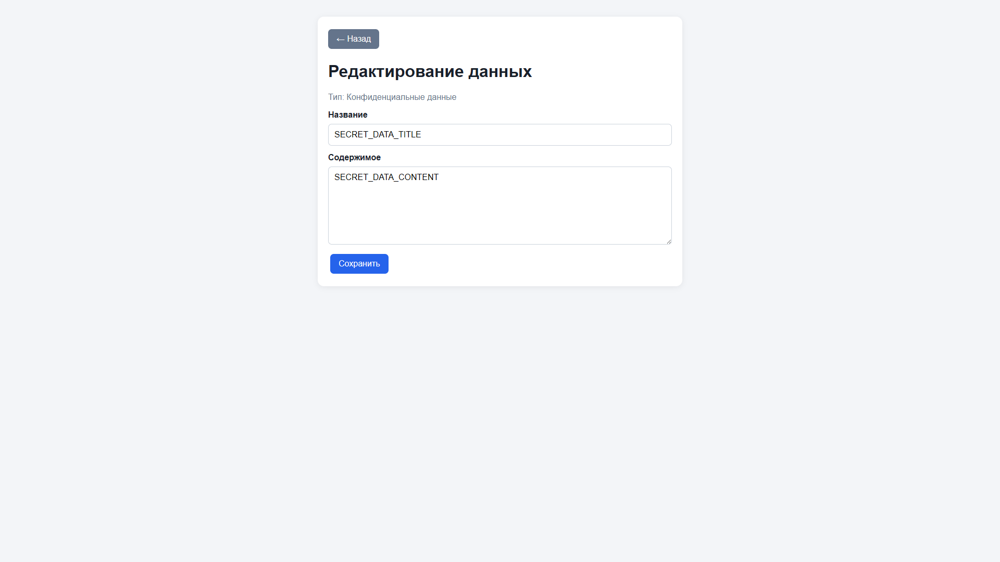 ← Назад
Редактирование данных
Тип: Конфиденциальные данные
Название
SECRET_DATA_TITLE
Содержимое
SECRET_DATA_CONTENT
Сохранить